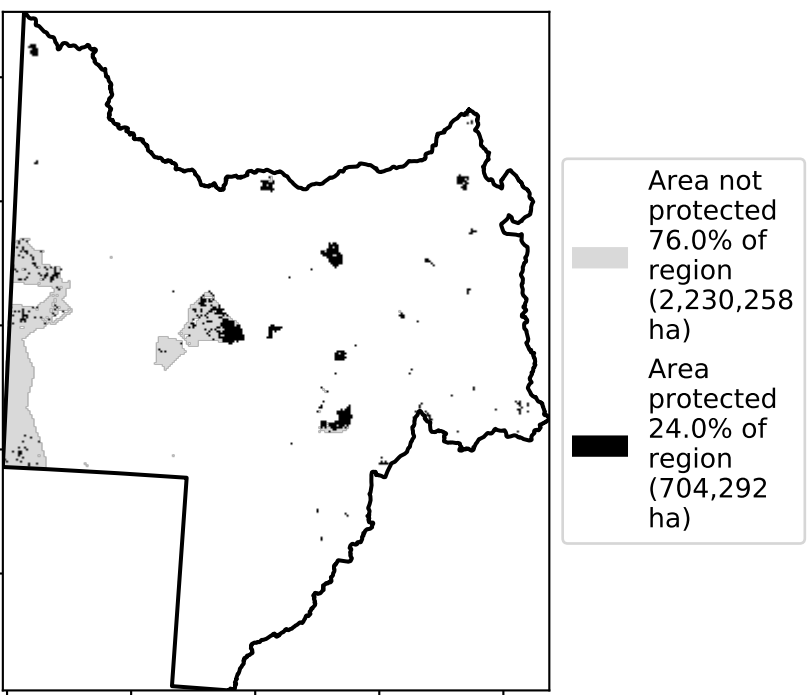 Area not
protected
76.0% of
region
(2,230,258
ha)
Area
protected
24.0% of
region
(704,292
ha)